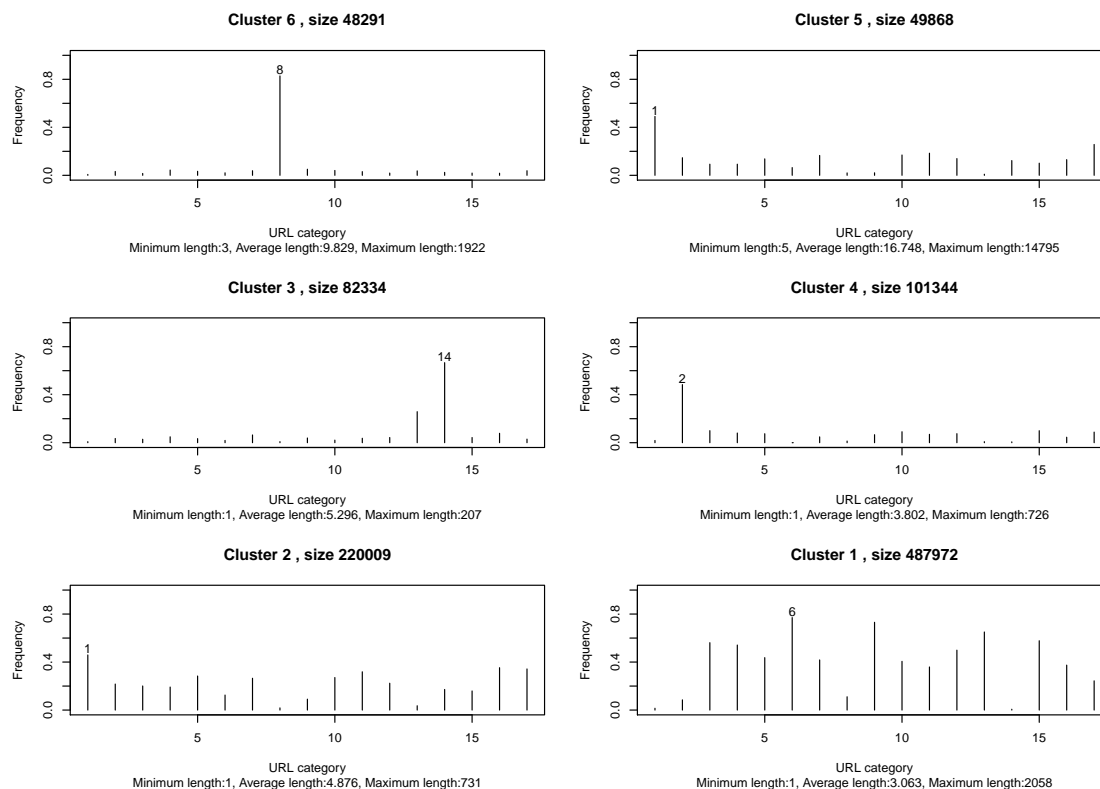 Cluster 6 , size 48291
Frequency
0.0 0.4 0.8
8
5 10 15
URL category
Minimum length:3, Average length:9.829, Maximum length:1922
Cluster 5 , size 49868
Frequency
0.0 0.4 0.8
1
5 10 15
URL category
Minimum length:5, Average length:16.748, Maximum length:14795
Cluster 3 , size 82334
Frequency
0.0 0.4 0.8
14
5 10 15
URL category
Minimum length:1, Average length:5.296, Maximum length:207
Cluster 4 , size 101344
Frequency
0.0 0.4 0.8
2
5 10 15
URL category
Minimum length:1, Average length:3.802, Maximum length:726
Cluster 2 , size 220009
Frequency
0.0 0.4 0.8
1
5 10 15
URL category
Minimum length:1, Average length:4.876, Maximum length:731
Cluster 1 , size 487972
Frequency
0.0 0.4 0.8
6
5 10 15
URL category
Minimum length:1, Average length:3.063, Maximum length:2058